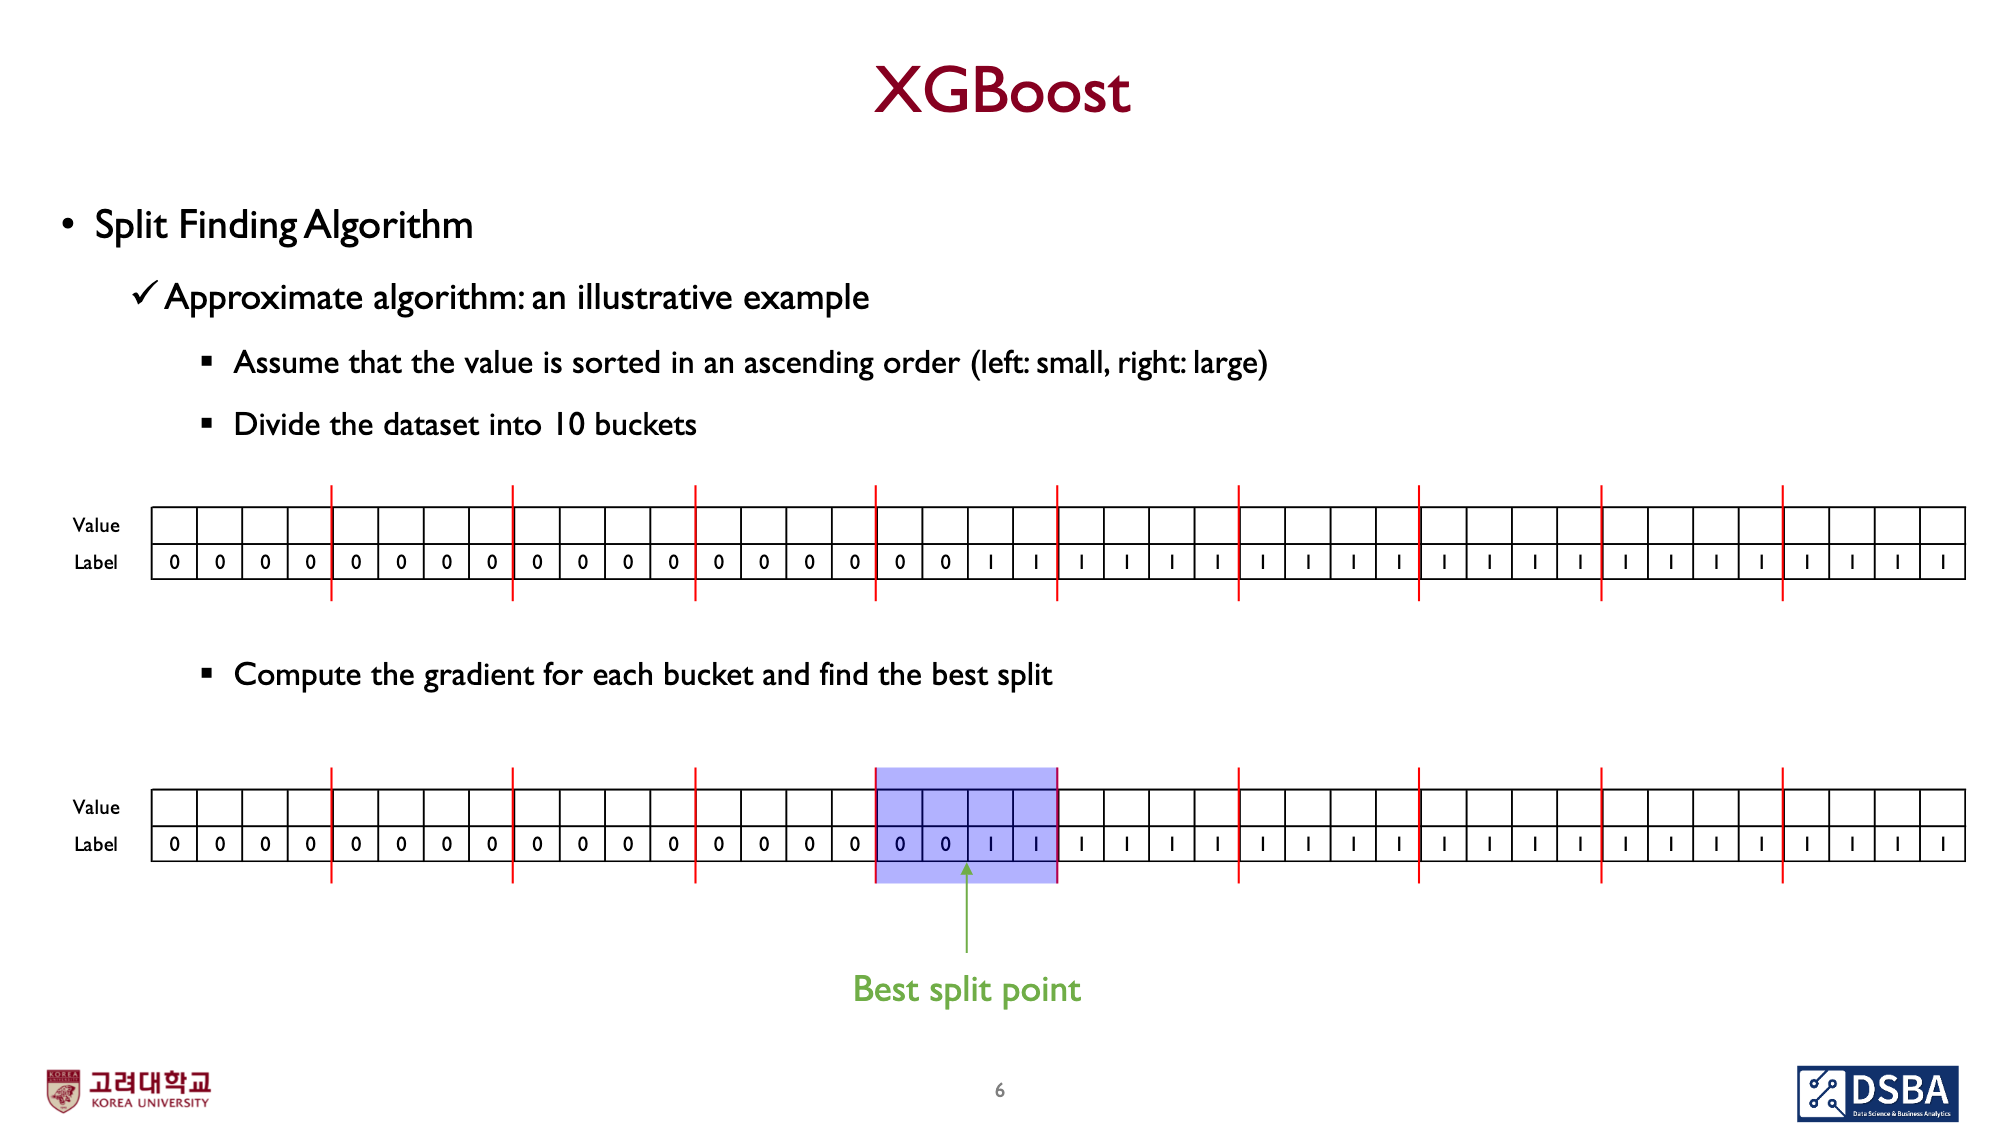 XGBoost
• Split Finding Algorithm
✓ Approximate algorithm: an illustrative example
▪ Assume that the value is sorted in an ascending order (left: small, right: large)
▪ Divide the dataset into 10 buckets
Value
Label 0 0 0 0 0 0 0 0 0 0 0 0 0 0 0 0 0 0 1 1 1 1 1 1 1 1 1 1 1 1 1 1 1 1 1 1 1 1 1 1
▪ Compute the gradient for each bucket and find the best split
Value
Label 0 0 0 0 0 0 0 0 0 0 0 0 0 0 0 0 0 0 1 1 1 1 1 1 1 1 1 1 1 1 1 1 1 1 1 1 1 1 1 1
Best split point
고려대학교
KOREA UNIVERSITY
6
DSBA
Data Science & Business Analytics